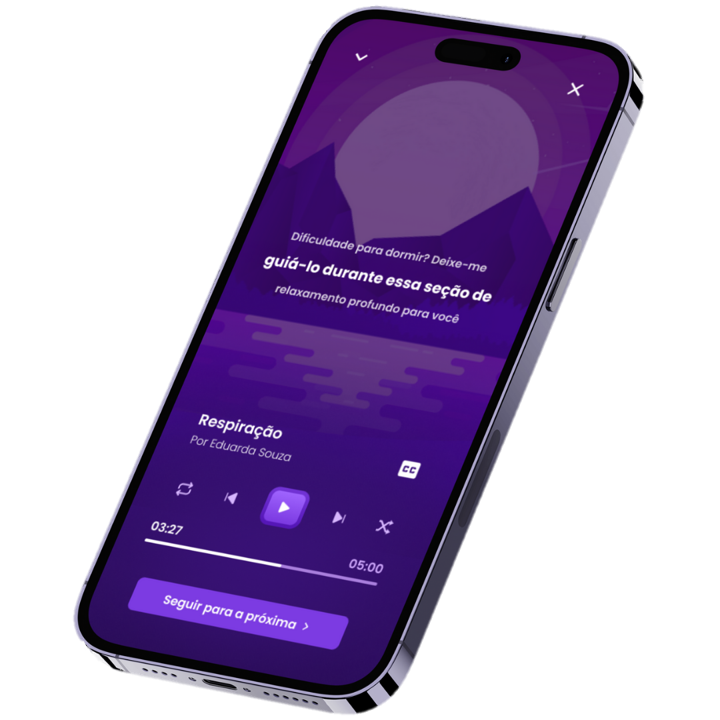 Dificuldade para dormir? Deixe-me
guiá-lo durante essa seção de
relaxamento profundo para você
Respiração
Por Eduarda Souza
CC
03:27
05:00
Seguir para a próxima >